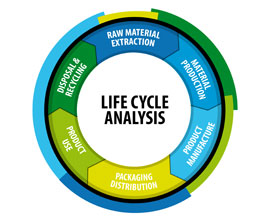 LIFE CYCLE
ANALYSIS
RAW MATERIAL
EXTRACTION
MATERIAL
PRODUCTION
PRODUCT
MANUFACTURE
PACKAGING
DISTRIBUTION
PRODUCT
USE
DISPOSAL &
RECYCLING